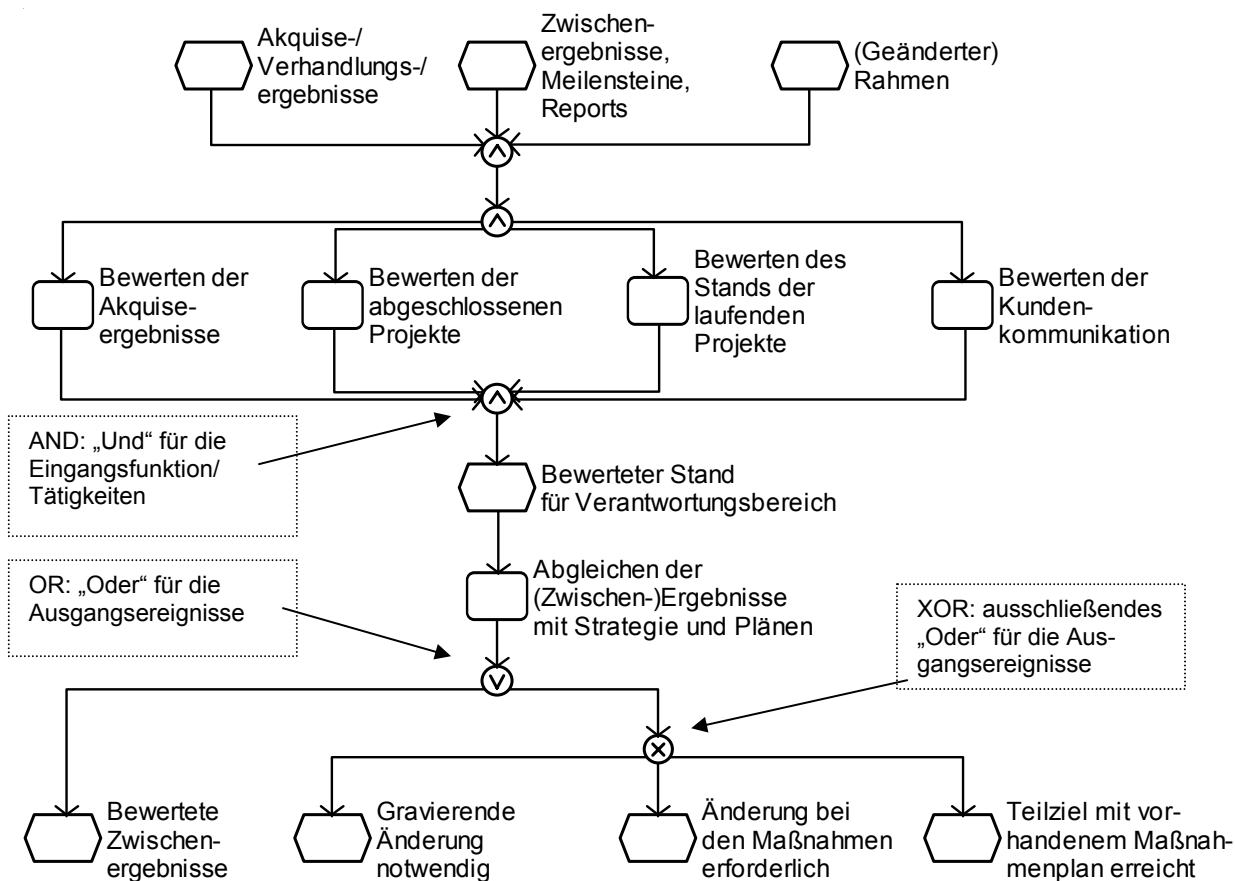 Akquise-/
Verhandlungs-/
ergebnisse
Zwischen-
ergebnisse,
Meilensteine,
Reports
(Geänderter)
Rahmen
Bewerten der
Akquise-
ergebnisse
Bewerten der
abgeschlossenen
Projekte
Bewerten des
Stands der
laufenden
Projekte
Bewerten der
Kunden-
kommunikation
AND: „Und“ für die
Eingangsfunktion/
Tätigkeiten
Bewerteter Stand
für Verantwortungsbereich
OR: „Oder“ für die
Ausgangsereignisse
Abgleichen der
(Zwischen-)Ergebnisse
mit Strategie und Plänen
XOR: ausschließendes
„Oder“ für die Aus-
gangsereignisse
Bewertete
Zwischen-
ergebnisse
Gravierende
Änderung
notwendig
Änderung bei
den Maßnahmen
erforderlich
Teilziel mit vor-
handenem Maßnah-
menplan erreicht